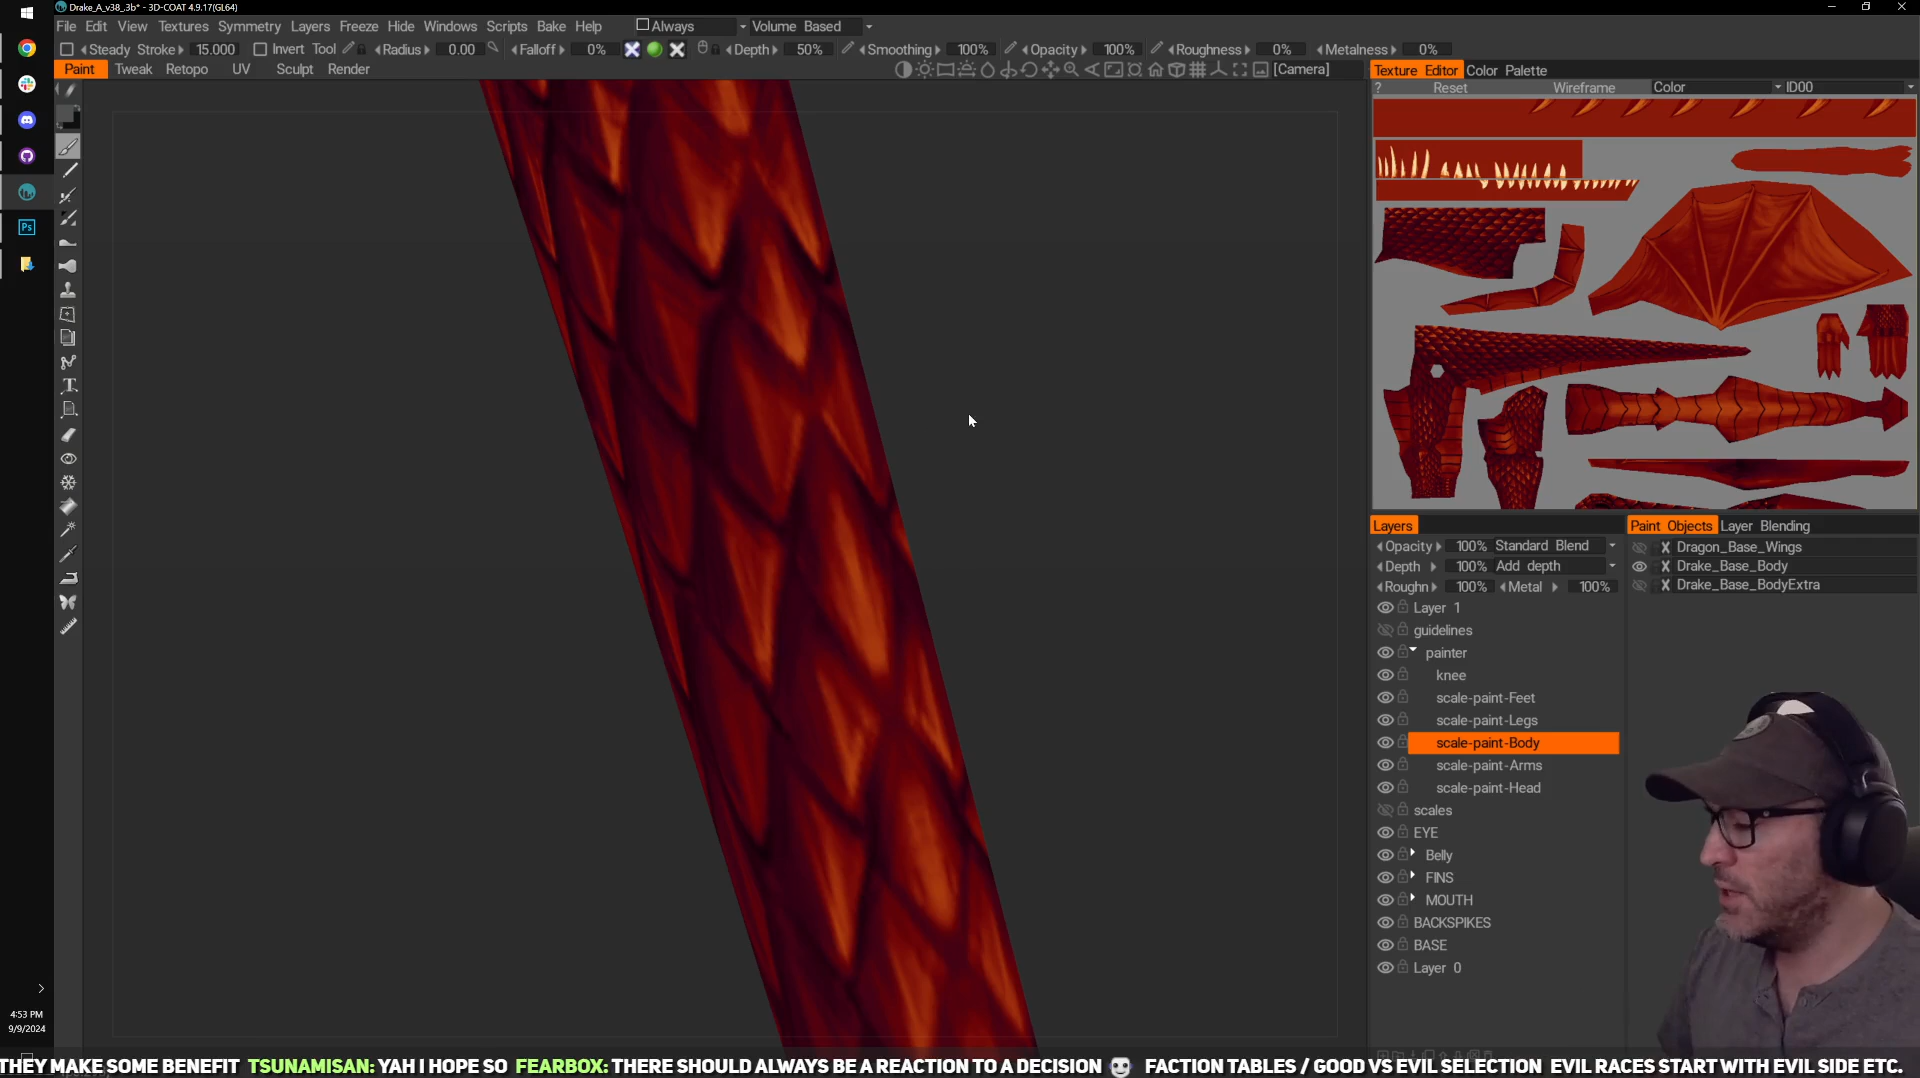 Drake_A_v38_.3b* - 3D-COAT 4.9.17(GL64)
File Edit View Textures Symmetry Layers Freeze Hide Windows Scripts Bake Help Always Volume Based
Steady Stroke 15.000 Invert Tool Radius 0.00 Falloff 0% Depth 50% Smoothing 100% Opacity 100% Roughness 0% Metalness 0%
Paint Tweak Retopo UV Sculpt Render [Camera]
Texture Editor Color Palette
? Reset Wireframe Color ID00
Ps
Layers
Paint Objects Layer Blending
Opacity 100% Standard Blend
Depth 100% Add depth
Roughn 100% Metal 100%
Dragon_Base_Wings
Drake_Base_Body
Drake_Base_BodyExtra
Layer 1
guidelines
painter
knee
scale-paint-Feet
scale-paint-Legs
scale-paint-Body
scale-paint-Arms
scale-paint-Head
scales
EYE
Belly
FINS
MOUTH
BACKSPIKES
BASE
Layer 0
4:53 PM
9/9/2024
THEY MAKE SOME BENEFIT TSUNAMISAN: YAH I HOPE SO FEARBOX: THERE SHOULD ALWAYS BE A REACTION TO A DECISION FACTION TABLES / GOOD VS EVIL SELECTION EVIL RACES START WITH EVIL SIDE ETC.